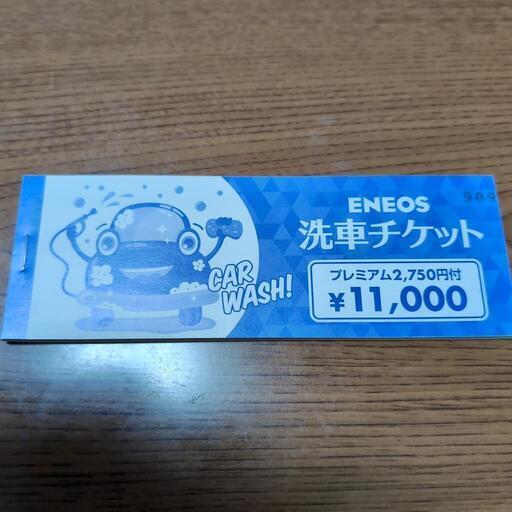 ENEOS
909
洗車チケット
プレミアム2,750円付
¥11,000
CAR
WASH!